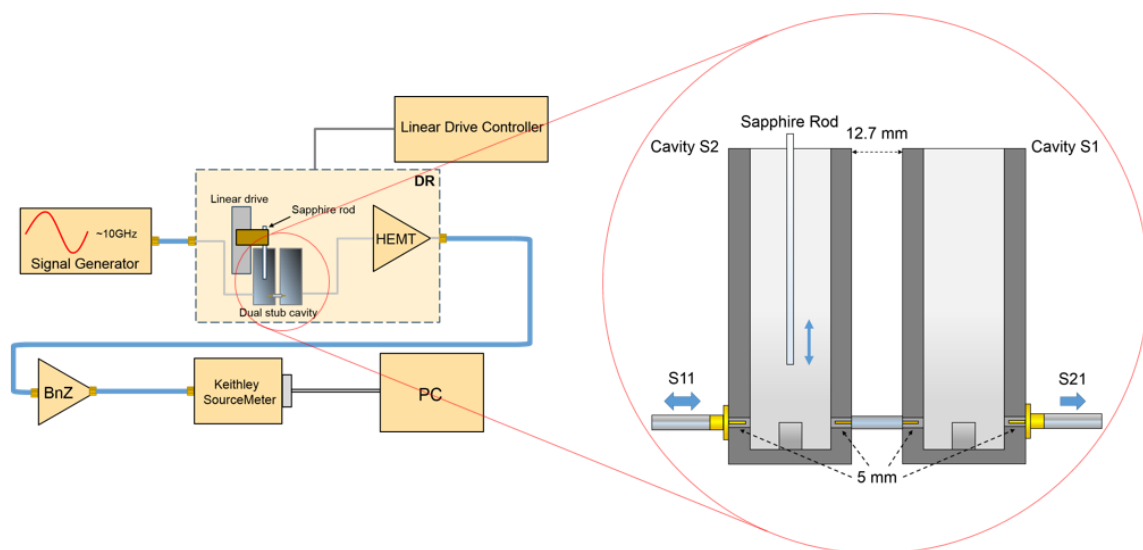 Linear Drive Controller
DR
Linear drive
Sapphire rod
~10GHz
Signal Generator
HEMT
Dual stub cavity
BnZ
Keithley
SourceMeter
PC
Sapphire Rod
12.7 mm
Cavity S2
Cavity S1
S11
S21
5 mm